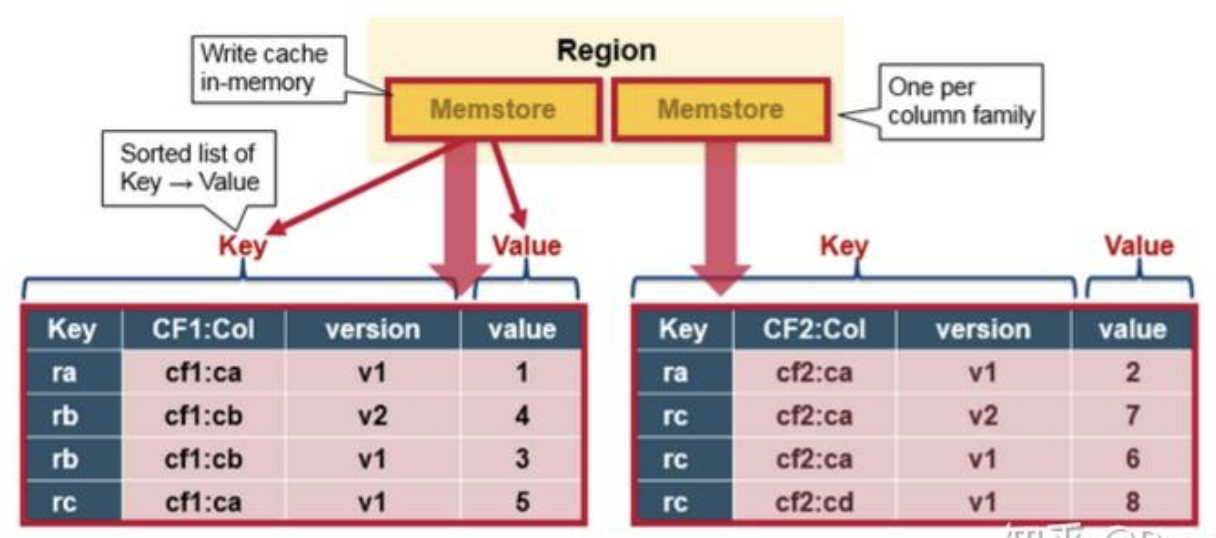 Region
Write cache
in-memory
Memstore
Memstore
One per
column family
Sorted list of
Key → Value
Key
Value
Key
Value
Key CF1:Col version value
ra cf1:ca v1 1
rb cf1:cb v2 4
rb cf1:cb v1 3
rc cf1:ca v1 5
Key CF2:Col version value
ra cf2:ca v1 2
rc cf2:ca v2 7
rc cf2:ca v1 6
rc cf2:cd v1 8